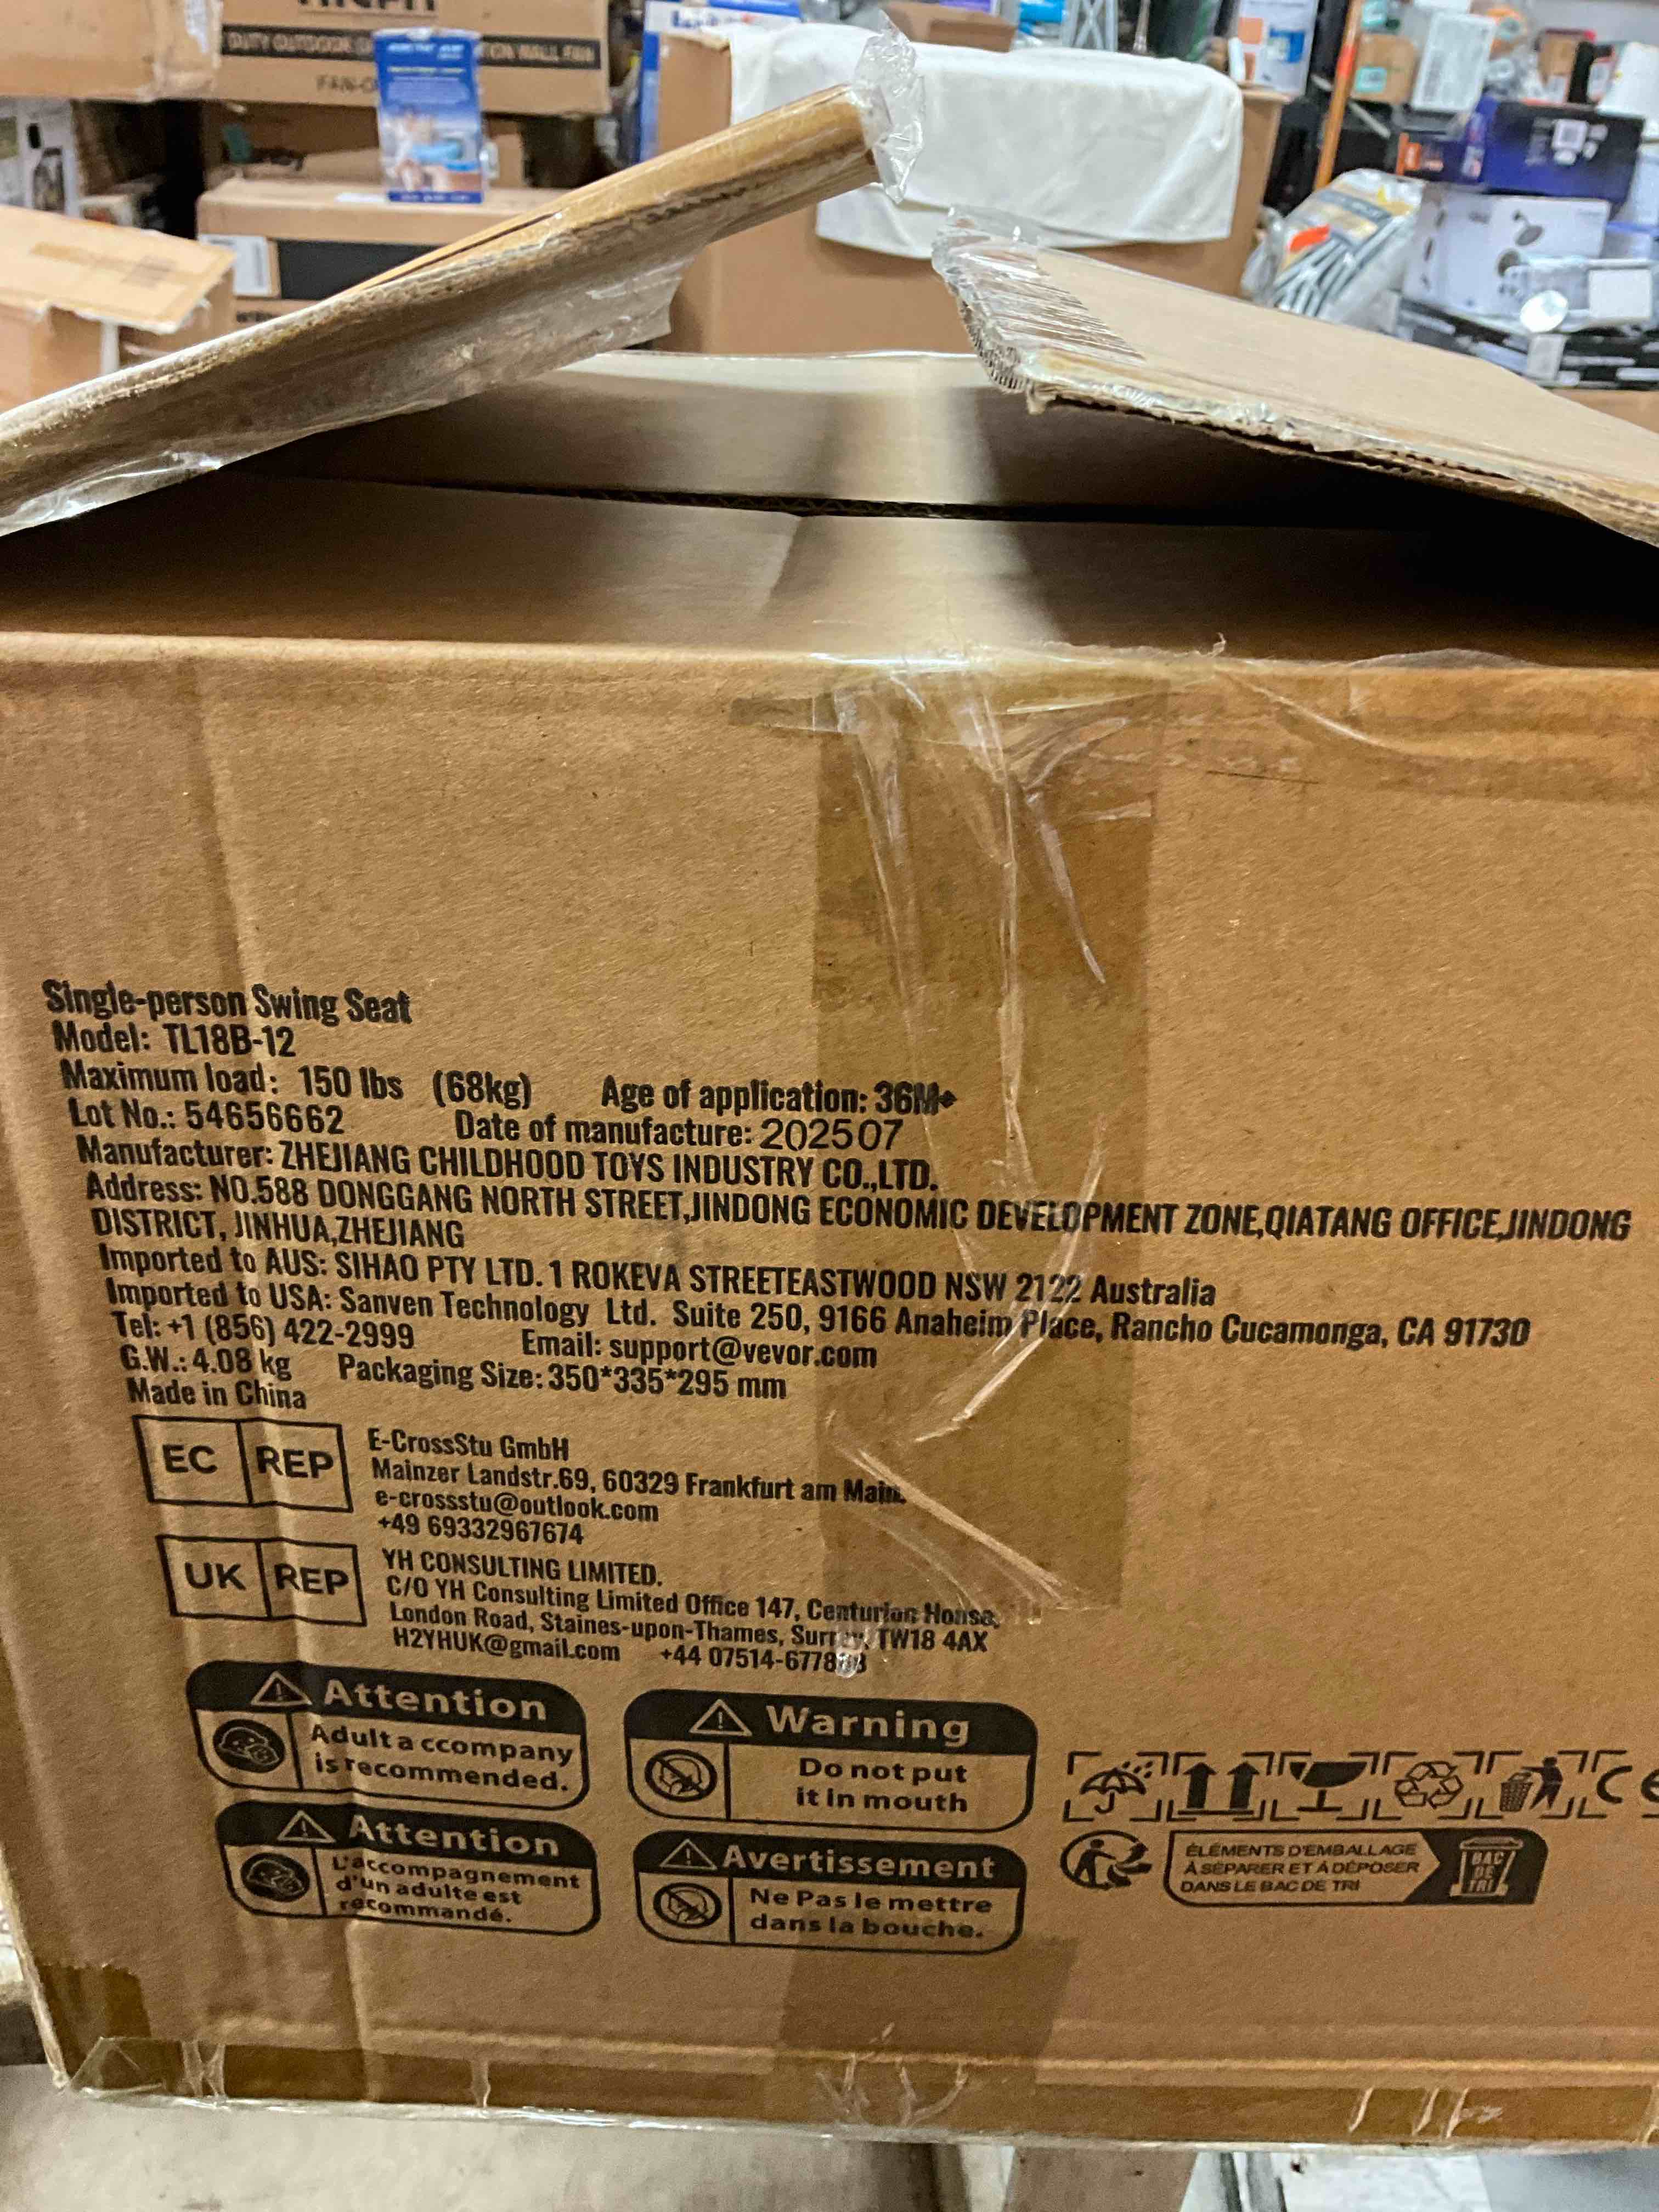 DUTY OUTDOOR
ON WALL FAN
Single-person Swing Seat
Model: TL18B-12
Maximum load: 150 lbs (68kg) Age of application: 36M+
Lot No.: 54656662 Date of manufacture: 202507
Manufacturer: ZHEJIANG CHILDHOOD TOYS INDUSTRY CO.,LTD.
Address: NO.588 DONGGANG NORTH STREET,JINDONG ECONOMIC DEVELOPMENT ZONE,QIATANG OFFICE,JINDONG
DISTRICT, JINHUA,ZHEJIANG
Imported to AUS: SIHAO PTY LTD. 1 ROKEVA STREETEASTWOOD NSW 2122 Australia
Imported to USA: Sanven Technology Ltd. Suite 250, 9166 Anaheim Place, Rancho Cucamonga, CA 91730
Tel: +1 (856) 422-2999 Email: support@vevor.com
G.W.: 4.08 kg Packaging Size: 350*335*295 mm
Made in China
EC REP
E-CrossStu GmbH
Mainzer Landstr.69, 60329 Frankfurt am Main.
e-crossstu@outlook.com
+49 69332967674
UK REP
YH CONSULTING LIMITED.
C/O YH Consulting Limited Office 147, Centurion House,
London Road, Staines-upon-Thames, Surrey, TW18 4AX
H2YHUK@gmail.com +44
Attention
Adult a ccompany
is recommended.
Warning
Do not put
it in mouth
Attention
L'accompagnement
d'un adulte est
recommandé.
Avertissement
Ne Pas le mettre
dans la bouche.
CE
ÉLÉMENTS D'EMBALLAGE
À SÉPARER ET À DÉPOSER
DANS LE BAC DE TRI
BAC
DE
TRI